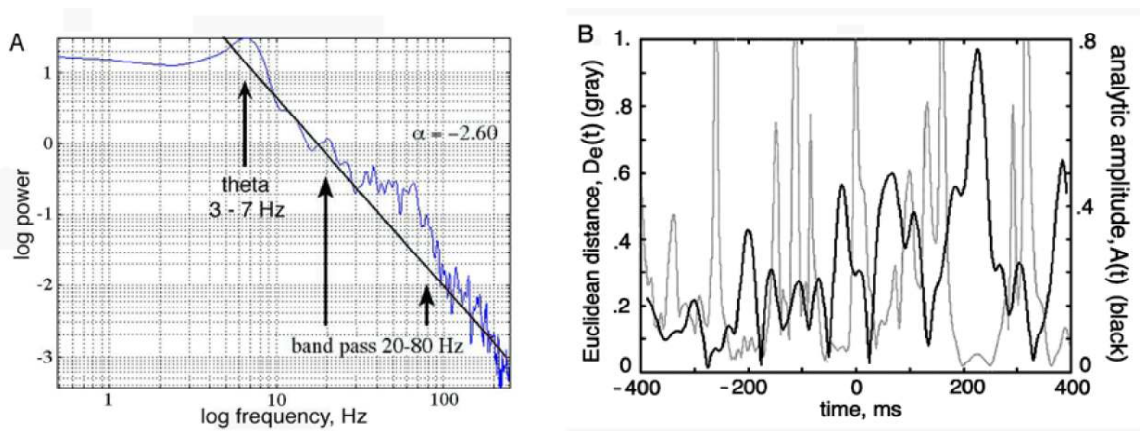 A
1
0
-1
-2
-3
log power
α = -2.60
theta
3 - 7 Hz
band pass 20-80 Hz
1
10
100
log frequency, Hz
B
1.
.8
.6
.4
.2
0
Euclidean distance, De(t) (gray)
.8
.4
0
analytic amplitude, A(t) (black)
-400
-200
0
200
400
time, ms